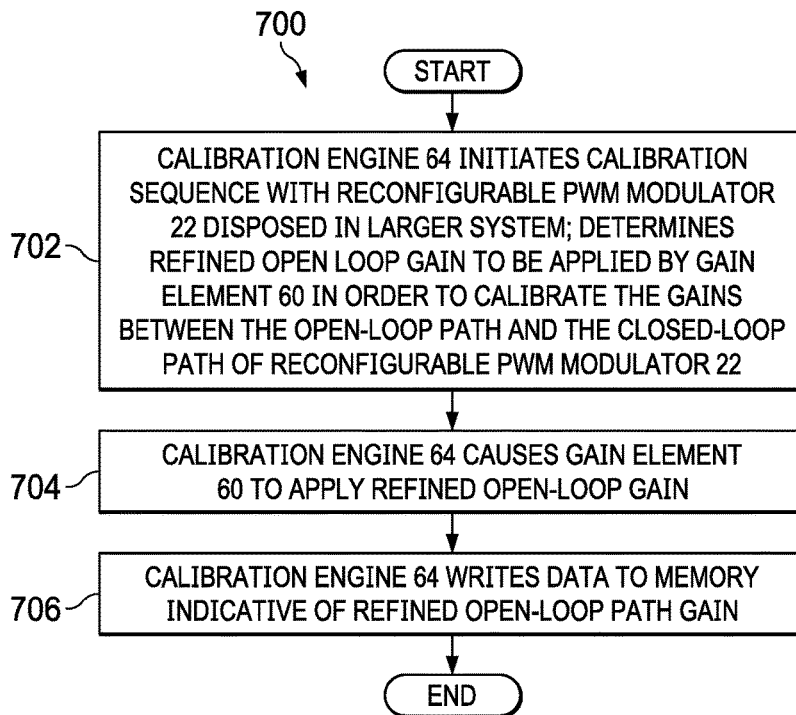 700
START
702
CALIBRATION ENGINE 64 INITIATES CALIBRATION
SEQUENCE WITH RECONFIGURABLE PWM MODULATOR
22 DISPOSED IN LARGER SYSTEM; DETERMINES
REFINED OPEN LOOP GAIN TO BE APPLIED BY GAIN
ELEMENT 60 IN ORDER TO CALIBRATE THE GAINS
BETWEEN THE OPEN-LOOP PATH AND THE CLOSED-LOOP
PATH OF RECONFIGURABLE PWM MODULATOR 22
704
CALIBRATION ENGINE 64 CAUSES GAIN ELEMENT
60 TO APPLY REFINED OPEN-LOOP GAIN
706
CALIBRATION ENGINE 64 WRITES DATA TO MEMORY
INDICATIVE OF REFINED OPEN-LOOP PATH GAIN
END